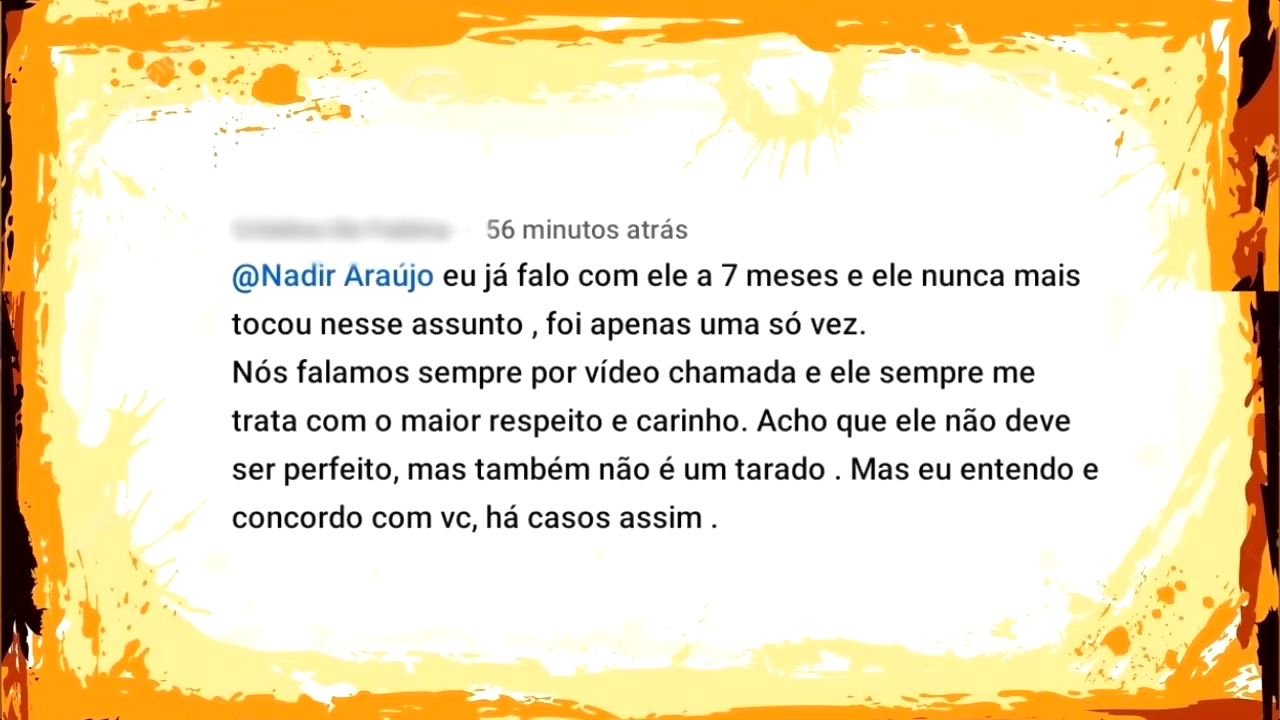 56 minutos atrás
@Nadir Araújo eu já falo com ele a 7 meses e ele nunca mais
tocou nesse assunto , foi apenas uma só vez.
Nós falamos sempre por vídeo chamada e ele sempre me
trata com o maior respeito e carinho. Acho que ele não deve
ser perfeito, mas também não é um tarado . Mas eu entendo e
concordo com vc, há casos assim .